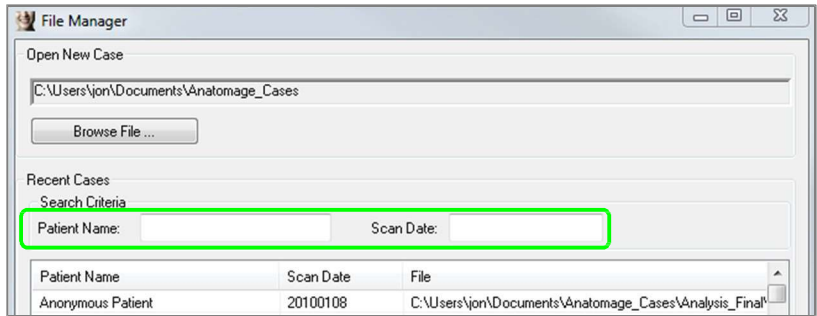 File Manager
Open New Case
C:\Users\jon\Documents\Anatomage_Cases
Browse File ...
Recent Cases
Search Criteria
Patient Name: Scan Date:
Patient Name Scan Date File
Anonymous Patient 20100108 C:\Users\jon\Documents\Anatomage_Cases\Analysis_Final\